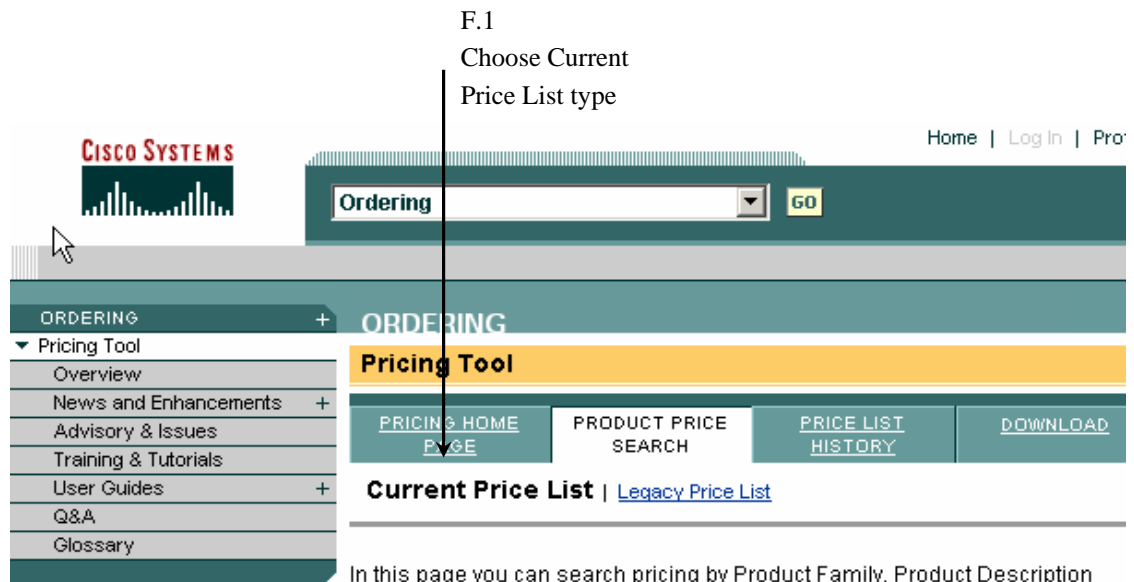 F.1
Choose Current
Price List type
CISCO SYSTEMS
Home | Log In |
Ordering
GO
ORDERING +
Pricing Tool
Overview
News and Enhancements +
Advisory & Issues
Training & Tutorials
User Guides +
Q&A
Glossary
ORDERING
Pricing Tool
PRICING HOME
PAGE
PRODUCT PRICE
SEARCH
PRICE LIST
HISTORY
DOWNLOAD
Current Price List | Legacy Price List
In this page you can search pricing by Product Family, Product Description